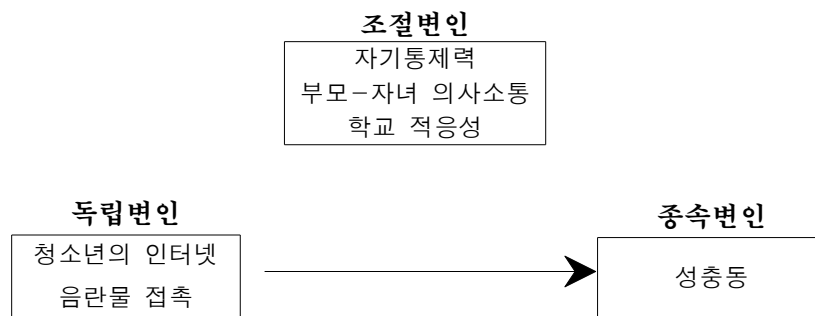 조절변인
자기통제력
부모-자녀 의사소통
학교 적응성
독립변인
청소년의 인터넷
음란물 접촉
종속변인
성충동